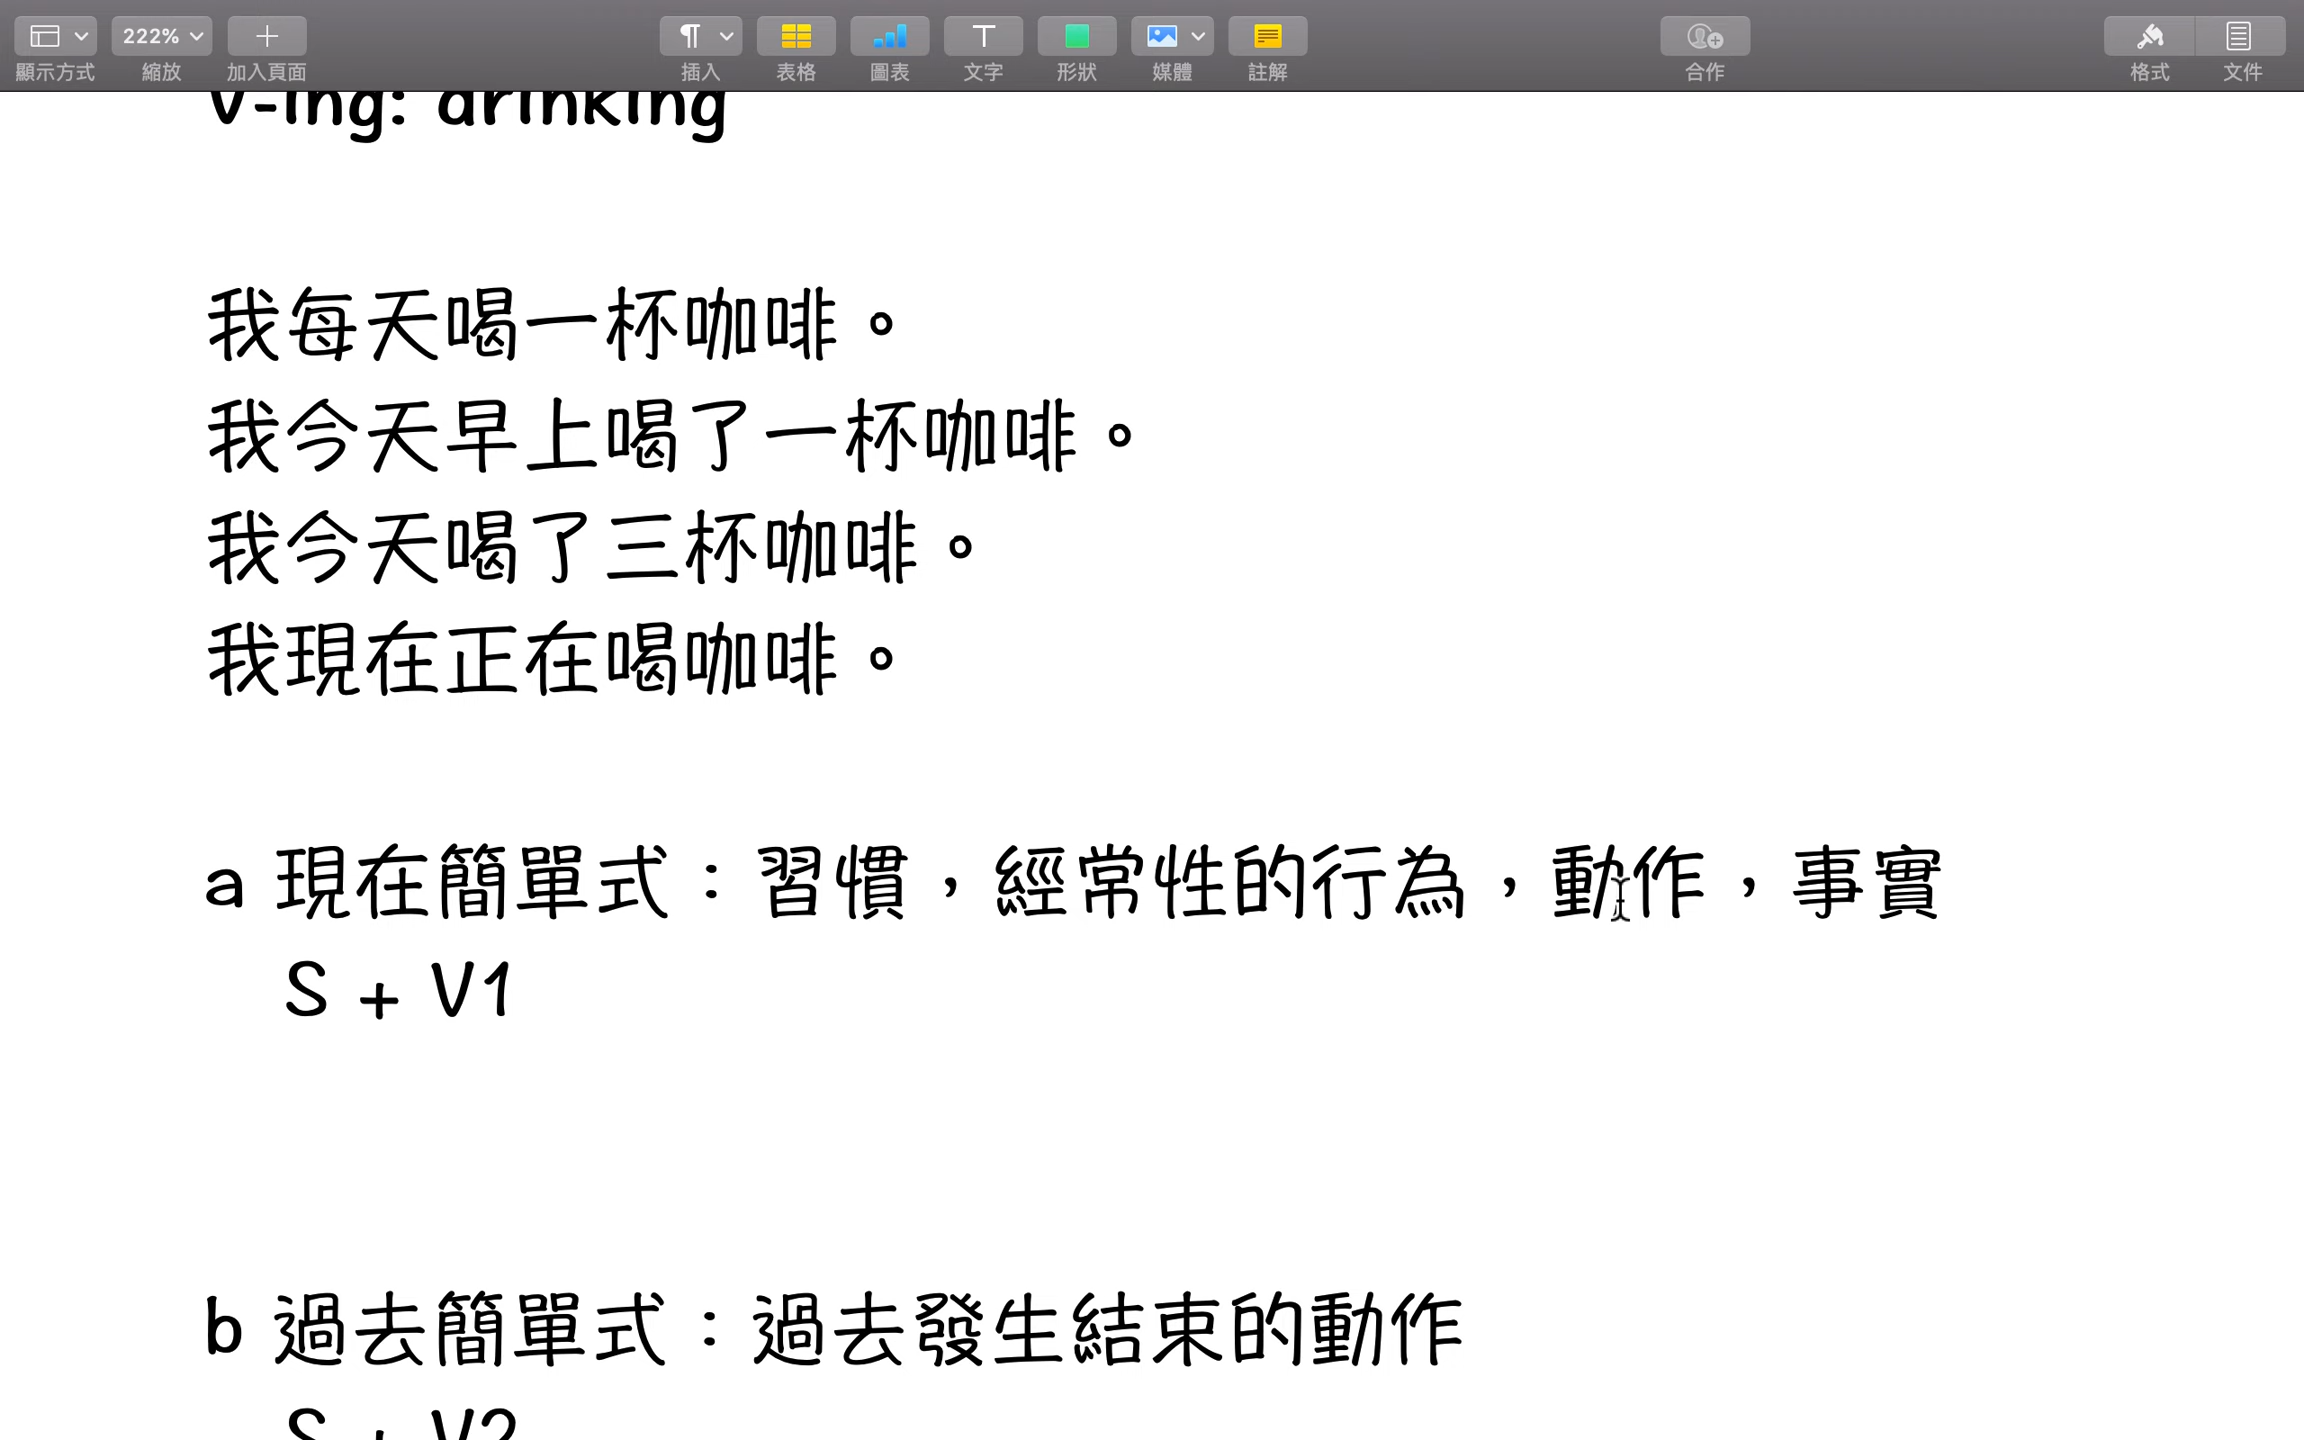 222%
顯示方式 縮放 加入頁面 插入 表格 圖表 文字 形狀 媒體 註解 合作 格式 文件
V-ing: drinking
我每天喝一杯咖啡。
我今天早上喝了一杯咖啡。
我今天喝了三杯咖啡。
我現在正在喝咖啡。
a 現在簡單式：習慣，經常性的行為，動作，事實
S + V1
b 過去簡單式：過去發生結束的動作
S + V2